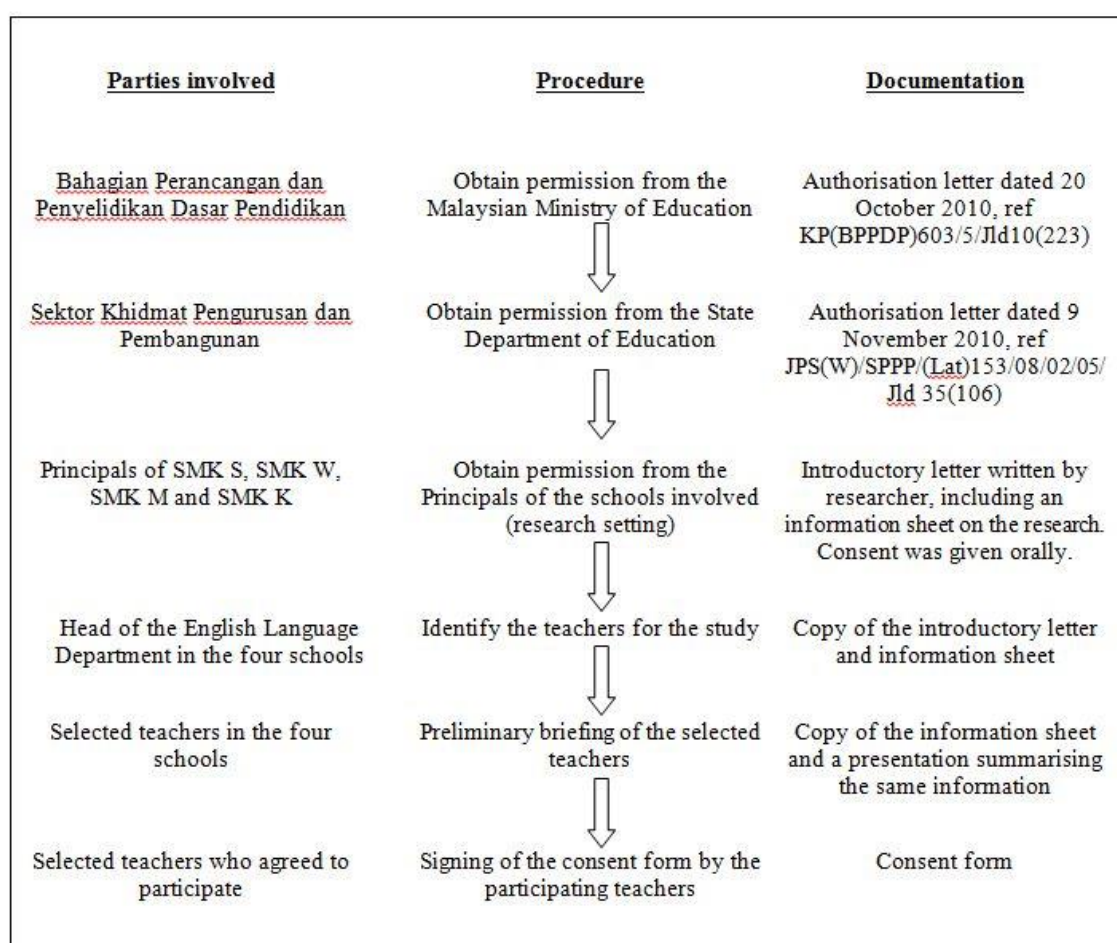 Parties involved
Procedure
Documentation
Bahagian Perancangan dan
Penyelidikan Dasar Pendidikan
Obtain permission from the
Malaysian Ministry of Education
Authorisation letter dated 20
October 2010, ref
KP(BPPDP)603/5/Jld10(223)
Sektor Khidmat Pengurusan dan
Pembangunan
Obtain permission from the State
Department of Education
Authorisation letter dated 9
November 2010, ref
JPS(W)/SPPP/(Lat)153/08/02/05/
Jld 35(106)
Principals of SMK S, SMK W,
SMK M and SMK K
Obtain permission from the
Principals of the schools involved
(research setting)
Introductory letter written by
researcher, including an
information sheet on the research.
Consent was given orally.
Head of the English Language
Department in the four schools
Identify the teachers for the study
Copy of the introductory letter
and information sheet
Selected teachers in the four
schools
Preliminary briefing of the selected
teachers
Copy of the information sheet
and a presentation summarising
the same information
Selected teachers who agreed to
participate
Signing of the consent form by the
participating teachers
Consent form